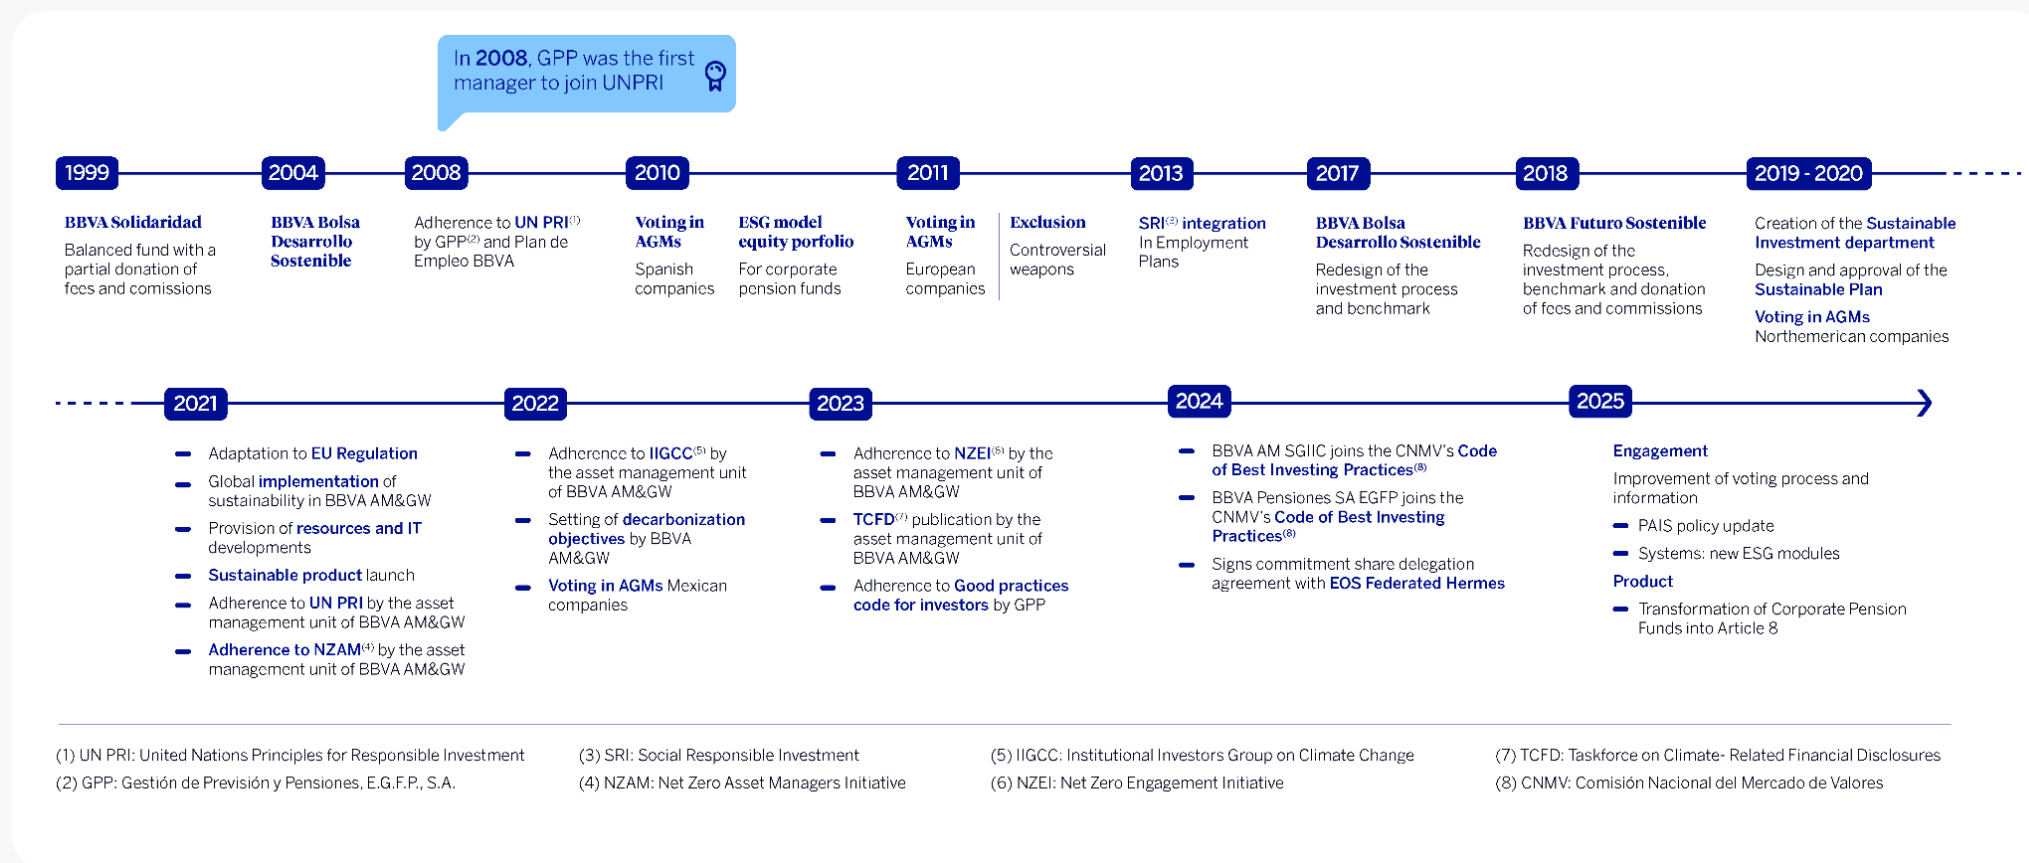 In 2008, GPP was the first
manager to join UNPRI
1999
BBVA Solidaridad
Balanced fund with a
partial donation of
fees and comissions
2004
BBVA Bolsa
Desarrollo
Sostenible
2008
Adherence to UN PRI(1)
by GPP(2) and Plan de
Empleo BBVA
2010
Voting in
AGMs
Spanish
companies
ESG model
equity porfolio
For corporate
pension funds
2011
Voting in
AGMs
European
companies
Exclusion
Controversial
weapons
2013
SRI(3) integration
In Employment
Plans
2017
BBVA Bolsa
Desarrollo Sostenible
Redesign of the
investment process
and benchmark
2018
BBVA Futuro Sostenible
Redesign of the
investment process,
benchmark and donation
of fees and commissions
2019 - 2020
Creation of the Sustainable
Investment department
Design and approval of the
Sustainable Plan
Voting in AGMs
Northemerican companies
2021
Adaptation to EU Regulation
Global implementation of
sustainability in BBVA AM&GW
Provision of resources and IT
developments
Sustainable product launch
Adherence to UN PRI by the asset
management unit of BBVA AM&GW
Adherence to NZAM(4) by the asset
management unit of BBVA AM&GW
2022
Adherence to IIGCC(5) by
the asset management unit
of BBVA AM&GW
Setting of decarbonization
objectives by BBVA
AM&GW
Voting in AGMs Mexican
companies
2023
Adherence to NZEI(6) by the
asset management unit of
BBVA AM&GW
TCFD(7) publication by the
asset management unit of
BBVA AM&GW
Adherence to Good practices
code for investors by GPP
2024
BBVA AM SGIIC joins the CNMV's Code
of Best Investing Practices(8)
BBVA Pensiones SA EGFP joins the
CNMV's Code of Best Investing
Practices(8)
Signs commitment share delegation
agreement with EOS Federated Hermes
2025
Engagement
Improvement of voting process and
information
PAIS policy update
Systems: new ESG modules
Product
Transformation of Corporate Pension
Funds into Article 8
(1) UN PRI: United Nations Principles for Responsible Investment
(2) GPP: Gestión de Previsión y Pensiones, E.G.F.P., S.A.
(3) SRI: Social Responsible Investment
(4) NZAM: Net Zero Asset Managers Initiative
(5) IIGCC: Institutional Investors Group on Climate Change
(6) NZEI: Net Zero Engagement Initiative
(7) TCFD: Taskforce on Climate- Related Financial Disclosures
(8) CNMV: Comisión Nacional del Mercado de Valores